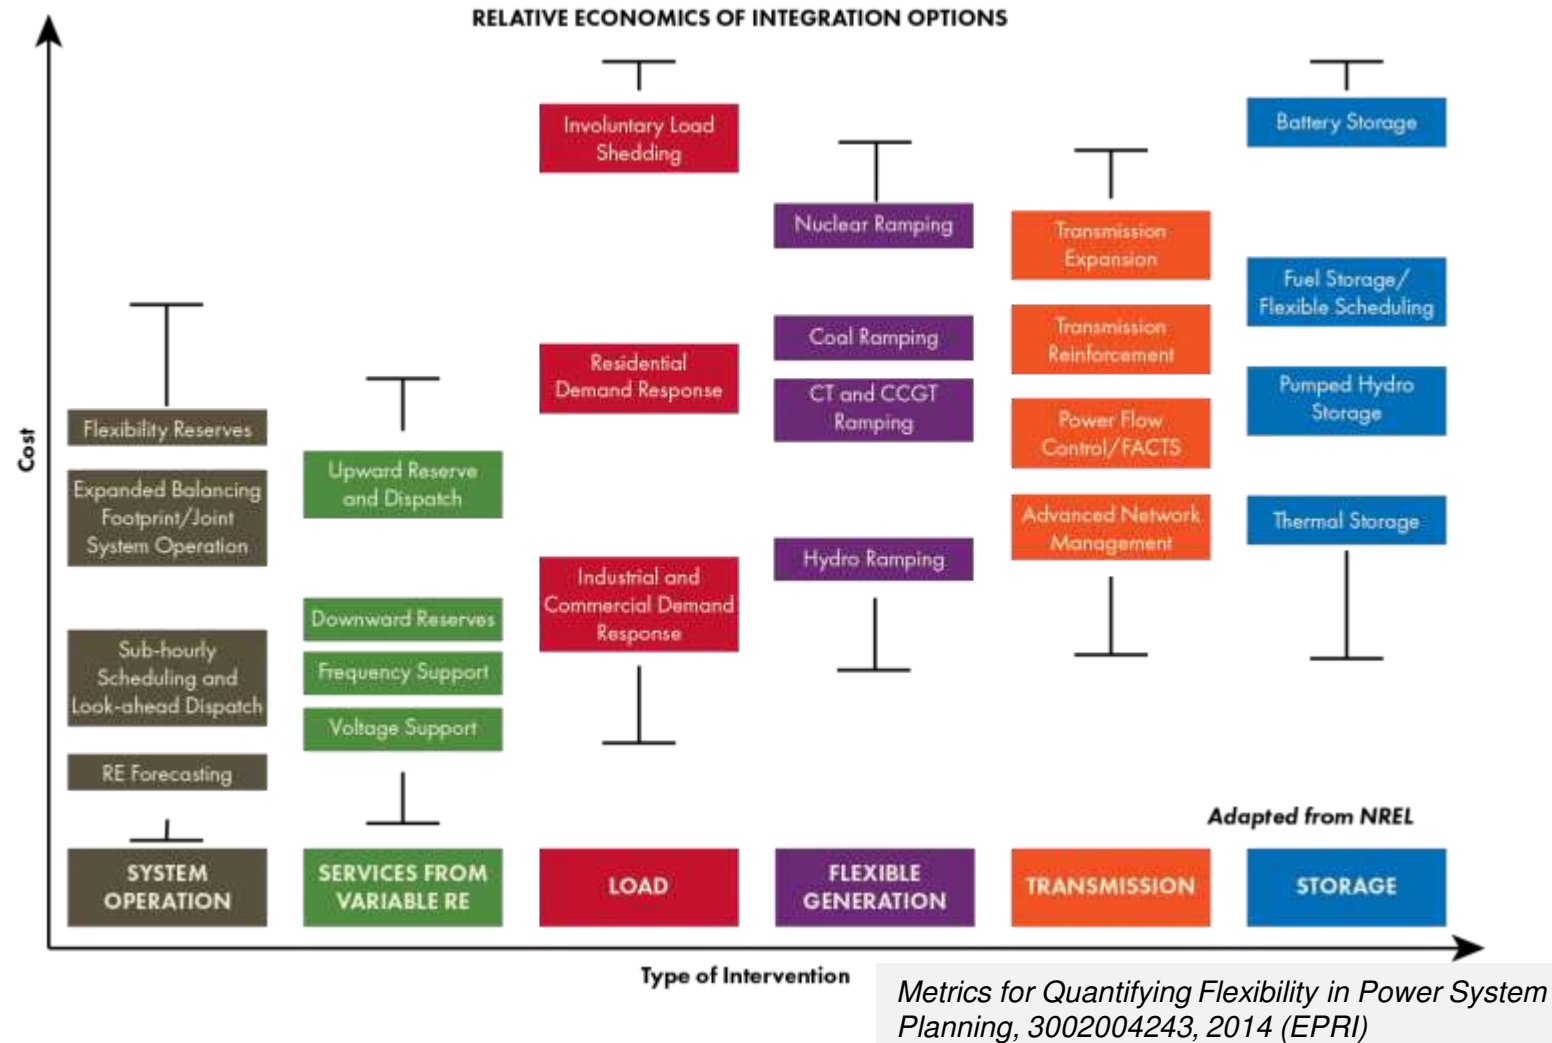 RELATIVE ECONOMICS OF INTEGRATION OPTIONS
Cost
Flexibility Reserves
Expanded Balancing
Footprint/Joint
System Operation
Sub-hourly
Scheduling and
Look-ahead Dispatch
RE Forecasting
SYSTEM
OPERATION
Upward Reserve
and Dispatch
Downward Reserves
Frequency Support
Voltage Support
SERVICES FROM
VARIABLE RE
Involuntary Load
Shedding
Residential
Demand Response
Industrial and
Commercial Demand
Response
LOAD
Nuclear Ramping
Coal Ramping
CT and CCGT
Ramping
Hydro Ramping
FLEXIBLE
GENERATION
Transmission
Expansion
Transmission
Reinforcement
Power Flow
Control/FACTS
Advanced Network
Management
TRANSMISSION
Battery Storage
Fuel Storage/
Flexible Scheduling
Pumped Hydro
Storage
Thermal Storage
Adapted from NREL
STORAGE
Type of Intervention
Metrics for Quantifying Flexibility in Power System
Planning, 3002004243, 2014 (EPRI)